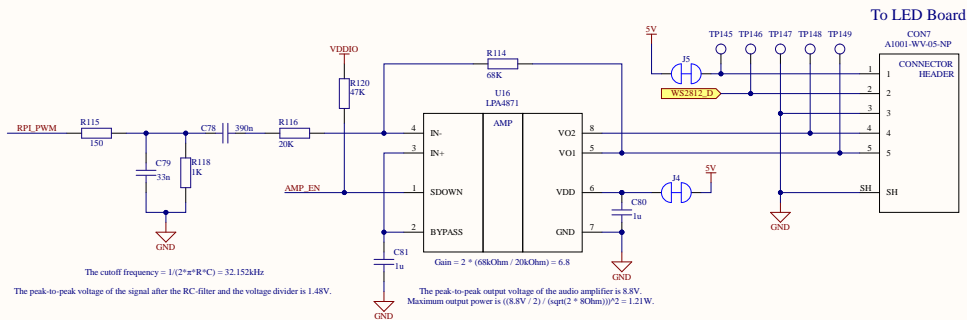 To LED Board
5V
TP145
TP146
TP147
TP148
TP149
CON7
A1001-WV-05-NP
VDDIO
R114
68K
J5
CONNECTOR
HEADER
1
1
WS2812_D
2
2
3
3
4
4
5
5
SH
SH
R120
47K
U16
LPA4871
AMP
RPI_PWM
R115
150
C78
390n
R116
20K
4
IN-
VO2
8
3
IN+
VO1
5
C79
33n
R118
1K
AMP_EN
1
SDOWN
VDD
6
J4
5V
C80
1u
2
BYPASS
GND
7
GND
GND
C81
1u
Gain = 2 * (68kOhm / 20kOhm) = 6.8
GND
GND
The cutoff frequency = 1/(2*π*R*C) = 32.152kHz
The peak-to-peak voltage of the signal after the RC-filter and the voltage divider is 1.48V.
The peak-to-peak output voltage of the audio amplifier is 8.8V.
Maximum output power is ((8.8V / 2) / (sqrt(2 * 8Ohm)))^2 = 1.21W.